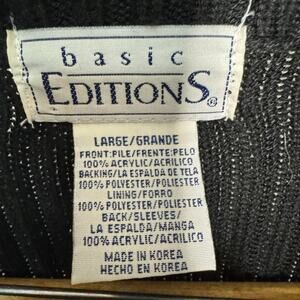 basic
EDITIONS®
LARGE/GRANDE
FRONT:PILE/FRENTE:PELO
100% ACRYLIC/ACRILICO
BACKING/LA ESPALDA DE TELA
100% POLYESTER/POLIESTER
LINING/FORRO
100% POLYESTER/POLIESTER
BACK/SLEEVES/
LA ESPALDA/MANGA
100% ACRYLIC/ACRILICO
MADE IN KOREA
HECHO EN KOREA